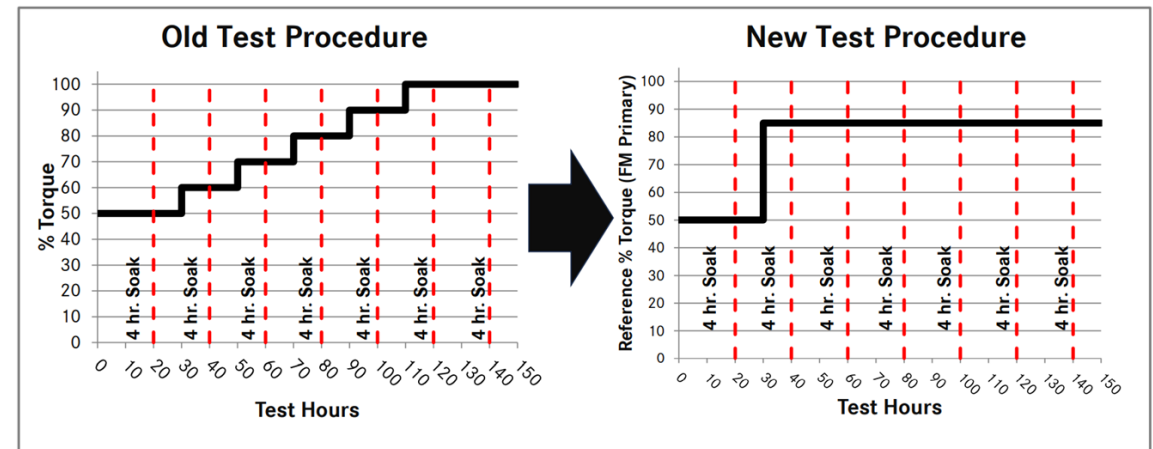 Old Test Procedure
% Torque
100
90
80
70
60
50
40
30
20
10
0
4 hr. Soak
4 hr. Soak
4 hr. Soak
4 hr. Soak
4 hr. Soak
4 hr. Soak
4 hr. Soak
0 10 20 30 40 50 60 70 80 90 100 110 120 130 140 150
Test Hours
New Test Procedure
Reference % Torque (FM Primary)
100
90
80
70
60
50
40
30
20
10
0
4 hr. Soak
4 hr. Soak
4 hr. Soak
4 hr. Soak
4 hr. Soak
4 hr. Soak
4 hr. Soak
0 10 20 30 40 50 60 70 80 90 100 110 120 130 140 150
Test Hours